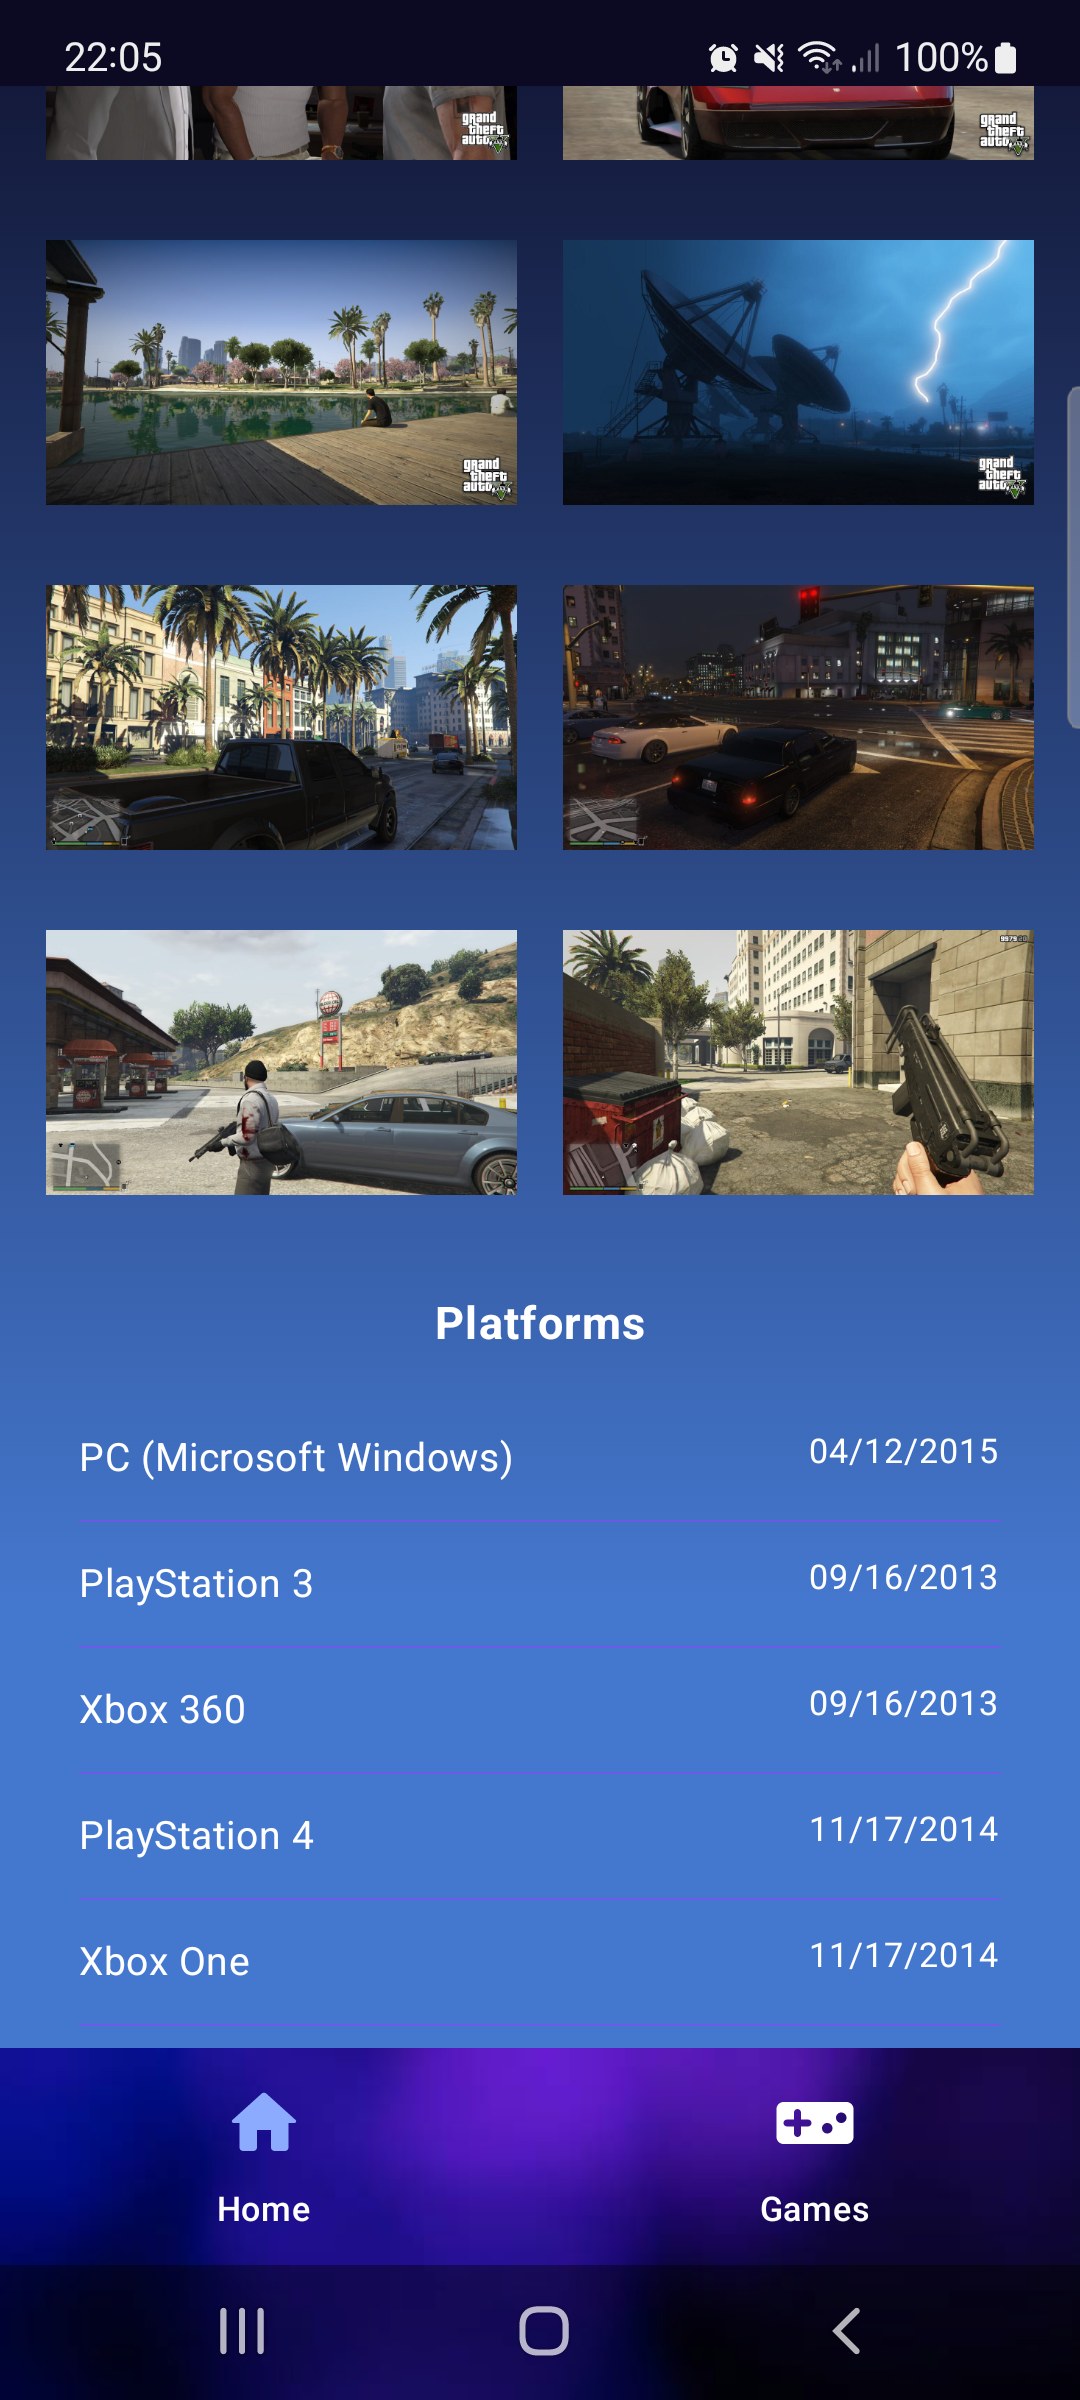 22:05 100%
grand theft auto V
grand theft auto V
grand theft auto V
grand theft auto V
Platforms
PC (Microsoft Windows) 04/12/2015
PlayStation 3 09/16/2013
Xbox 360 09/16/2013
PlayStation 4 11/17/2014
Xbox One 11/17/2014
Home Games